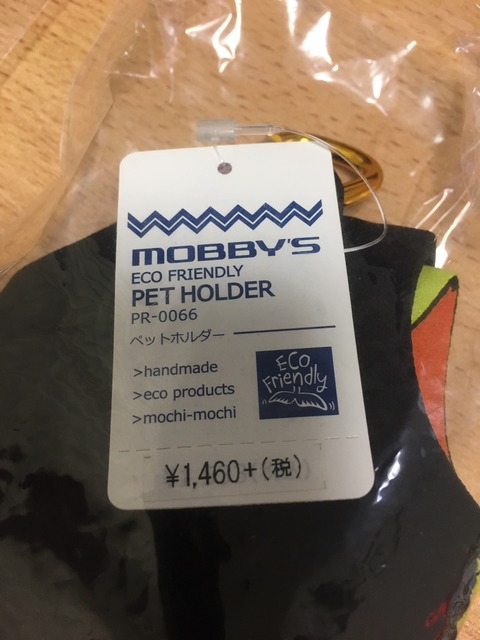 MOBBY'S
ECO FRIENDLY
PET HOLDER
PR-0066
ペットホルダー
>handmade
>eco products
>mochi-mochi
ECO
Friendly
¥1,460+(税)